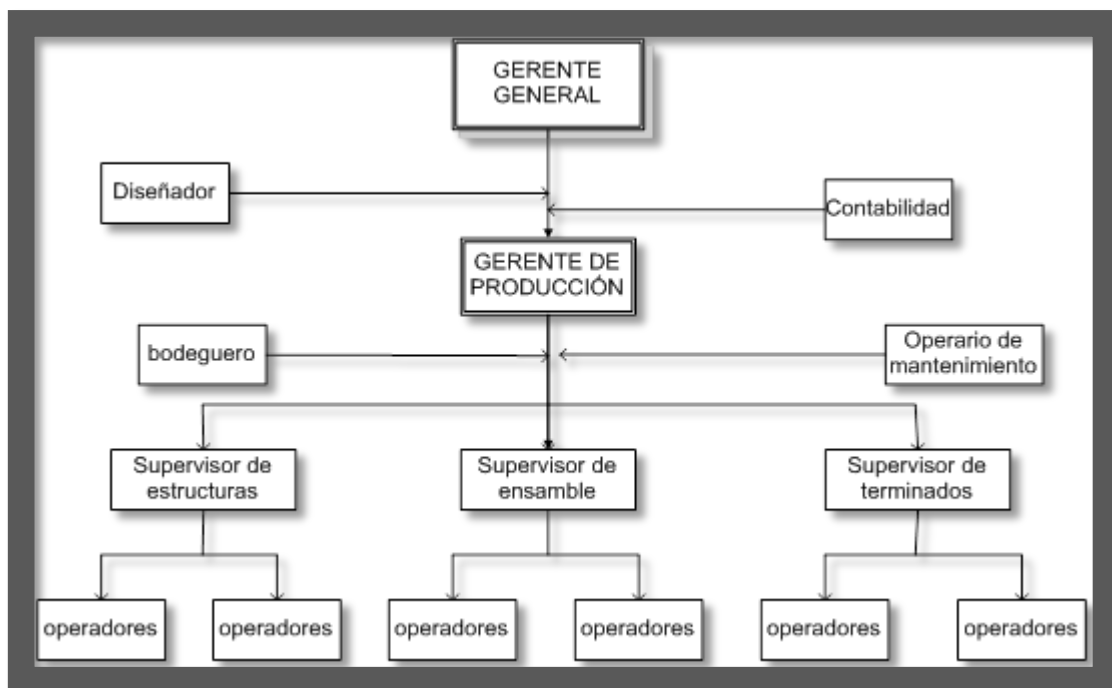 GERENTE
GENERAL
Diseñador
Contabilidad
GERENTE DE
PRODUCCIÓN
bodeguero
Operario de
mantenimiento
Supervisor de
estructuras
Supervisor de
ensamble
Supervisor de
terminados
operadores
operadores
operadores
operadores
operadores
operadores